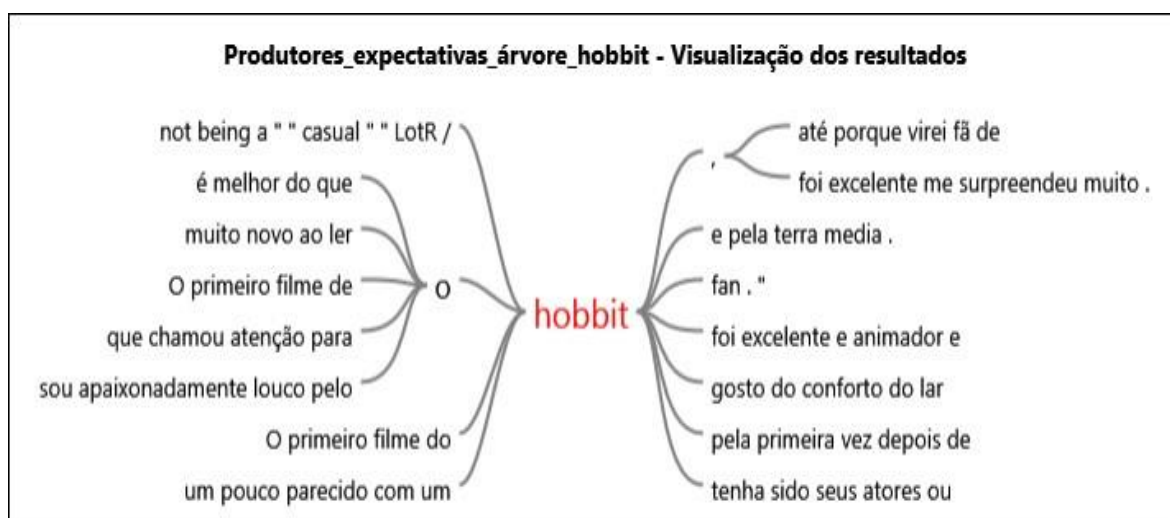 Produtores_expectativas_árvore_hobbit - Visualização dos resultados
not being a " " casual " " LotR /
é melhor do que
muito novo ao ler
O primeiro filme de
que chamou atenção para
sou apaixonadamente louco pelo
o
O primeiro filme do
um pouco parecido com um
hobbit
,
até porque virei fã de
foi excelente me surpreendeu muito .
e pela terra media .
fan . "
foi excelente e animador e
gosto do conforto do lar
pela primeira vez depois de
tenha sido seus atores ou